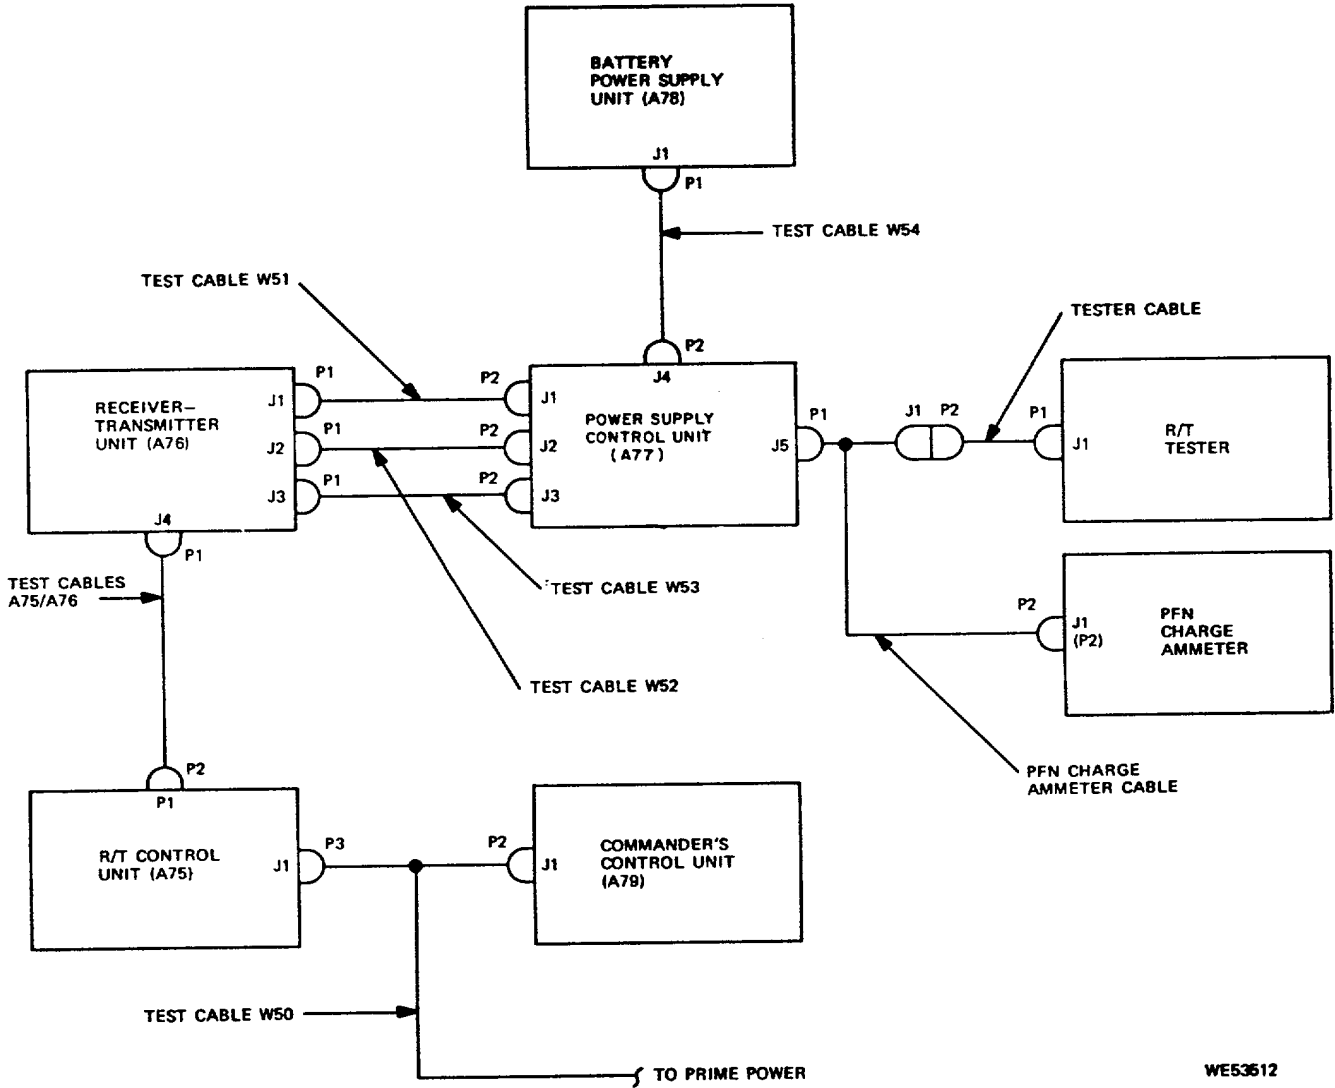 BATTERY
POWER SUPPLY
UNIT (A78)
J1
P1
TEST CABLE W54
TEST CABLE W51
TESTER CABLE
P2
J4
P1
P2
RECEIVER–
TRANSMITTER
UNIT (A76)
J1
J1
POWER SUPPLY
CONTROL UNIT
(A77)
P1
J1
P2
P1
R/T
TESTER
P1
P2
J2
J2
J5
J1
P1
P2
J3
J3
J4
P1
TEST CABLES
A75/A76
TEST CABLE W53
P2
J1
(P2)
PFN
CHARGE
AMMETER
TEST CABLE W52
PFN CHARGE
AMMETER CABLE
P2
P1
R/T CONTROL
UNIT (A75)
J1
P3
P2
J1
COMMANDER'S
CONTROL UNIT
(A79)
TEST CABLE W50
TO PRIME POWER
WE53512